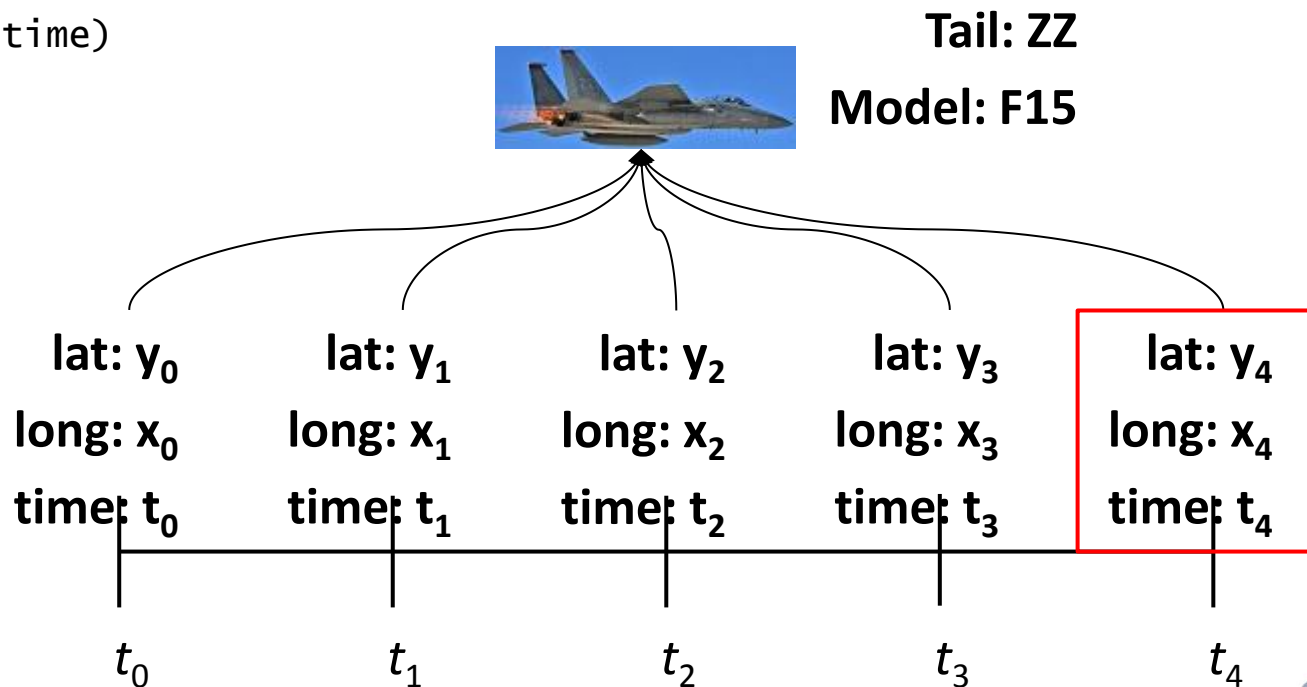 time)
Tail: ZZ
Model: F15
lat: y₀ lat: y₁ lat: y₂ lat: y₃ lat: y₄
long: x₀ long: x₁ long: x₂ long: x₃ long: x₄
time: t₀ time: t₁ time: t₂ time: t₃ time: t₄
t₀ t₁ t₂ t₃ t₄